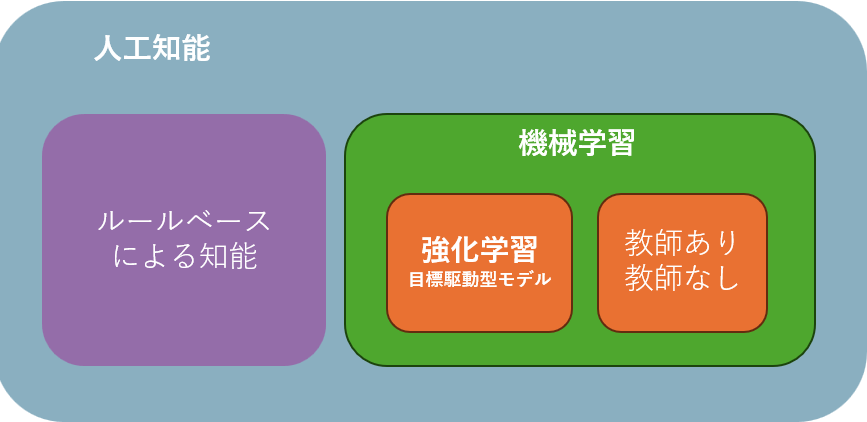 人工知能
ルールベース
による知能
機械学習
強化学習
目標駆動型モデル
教師あり
教師なし